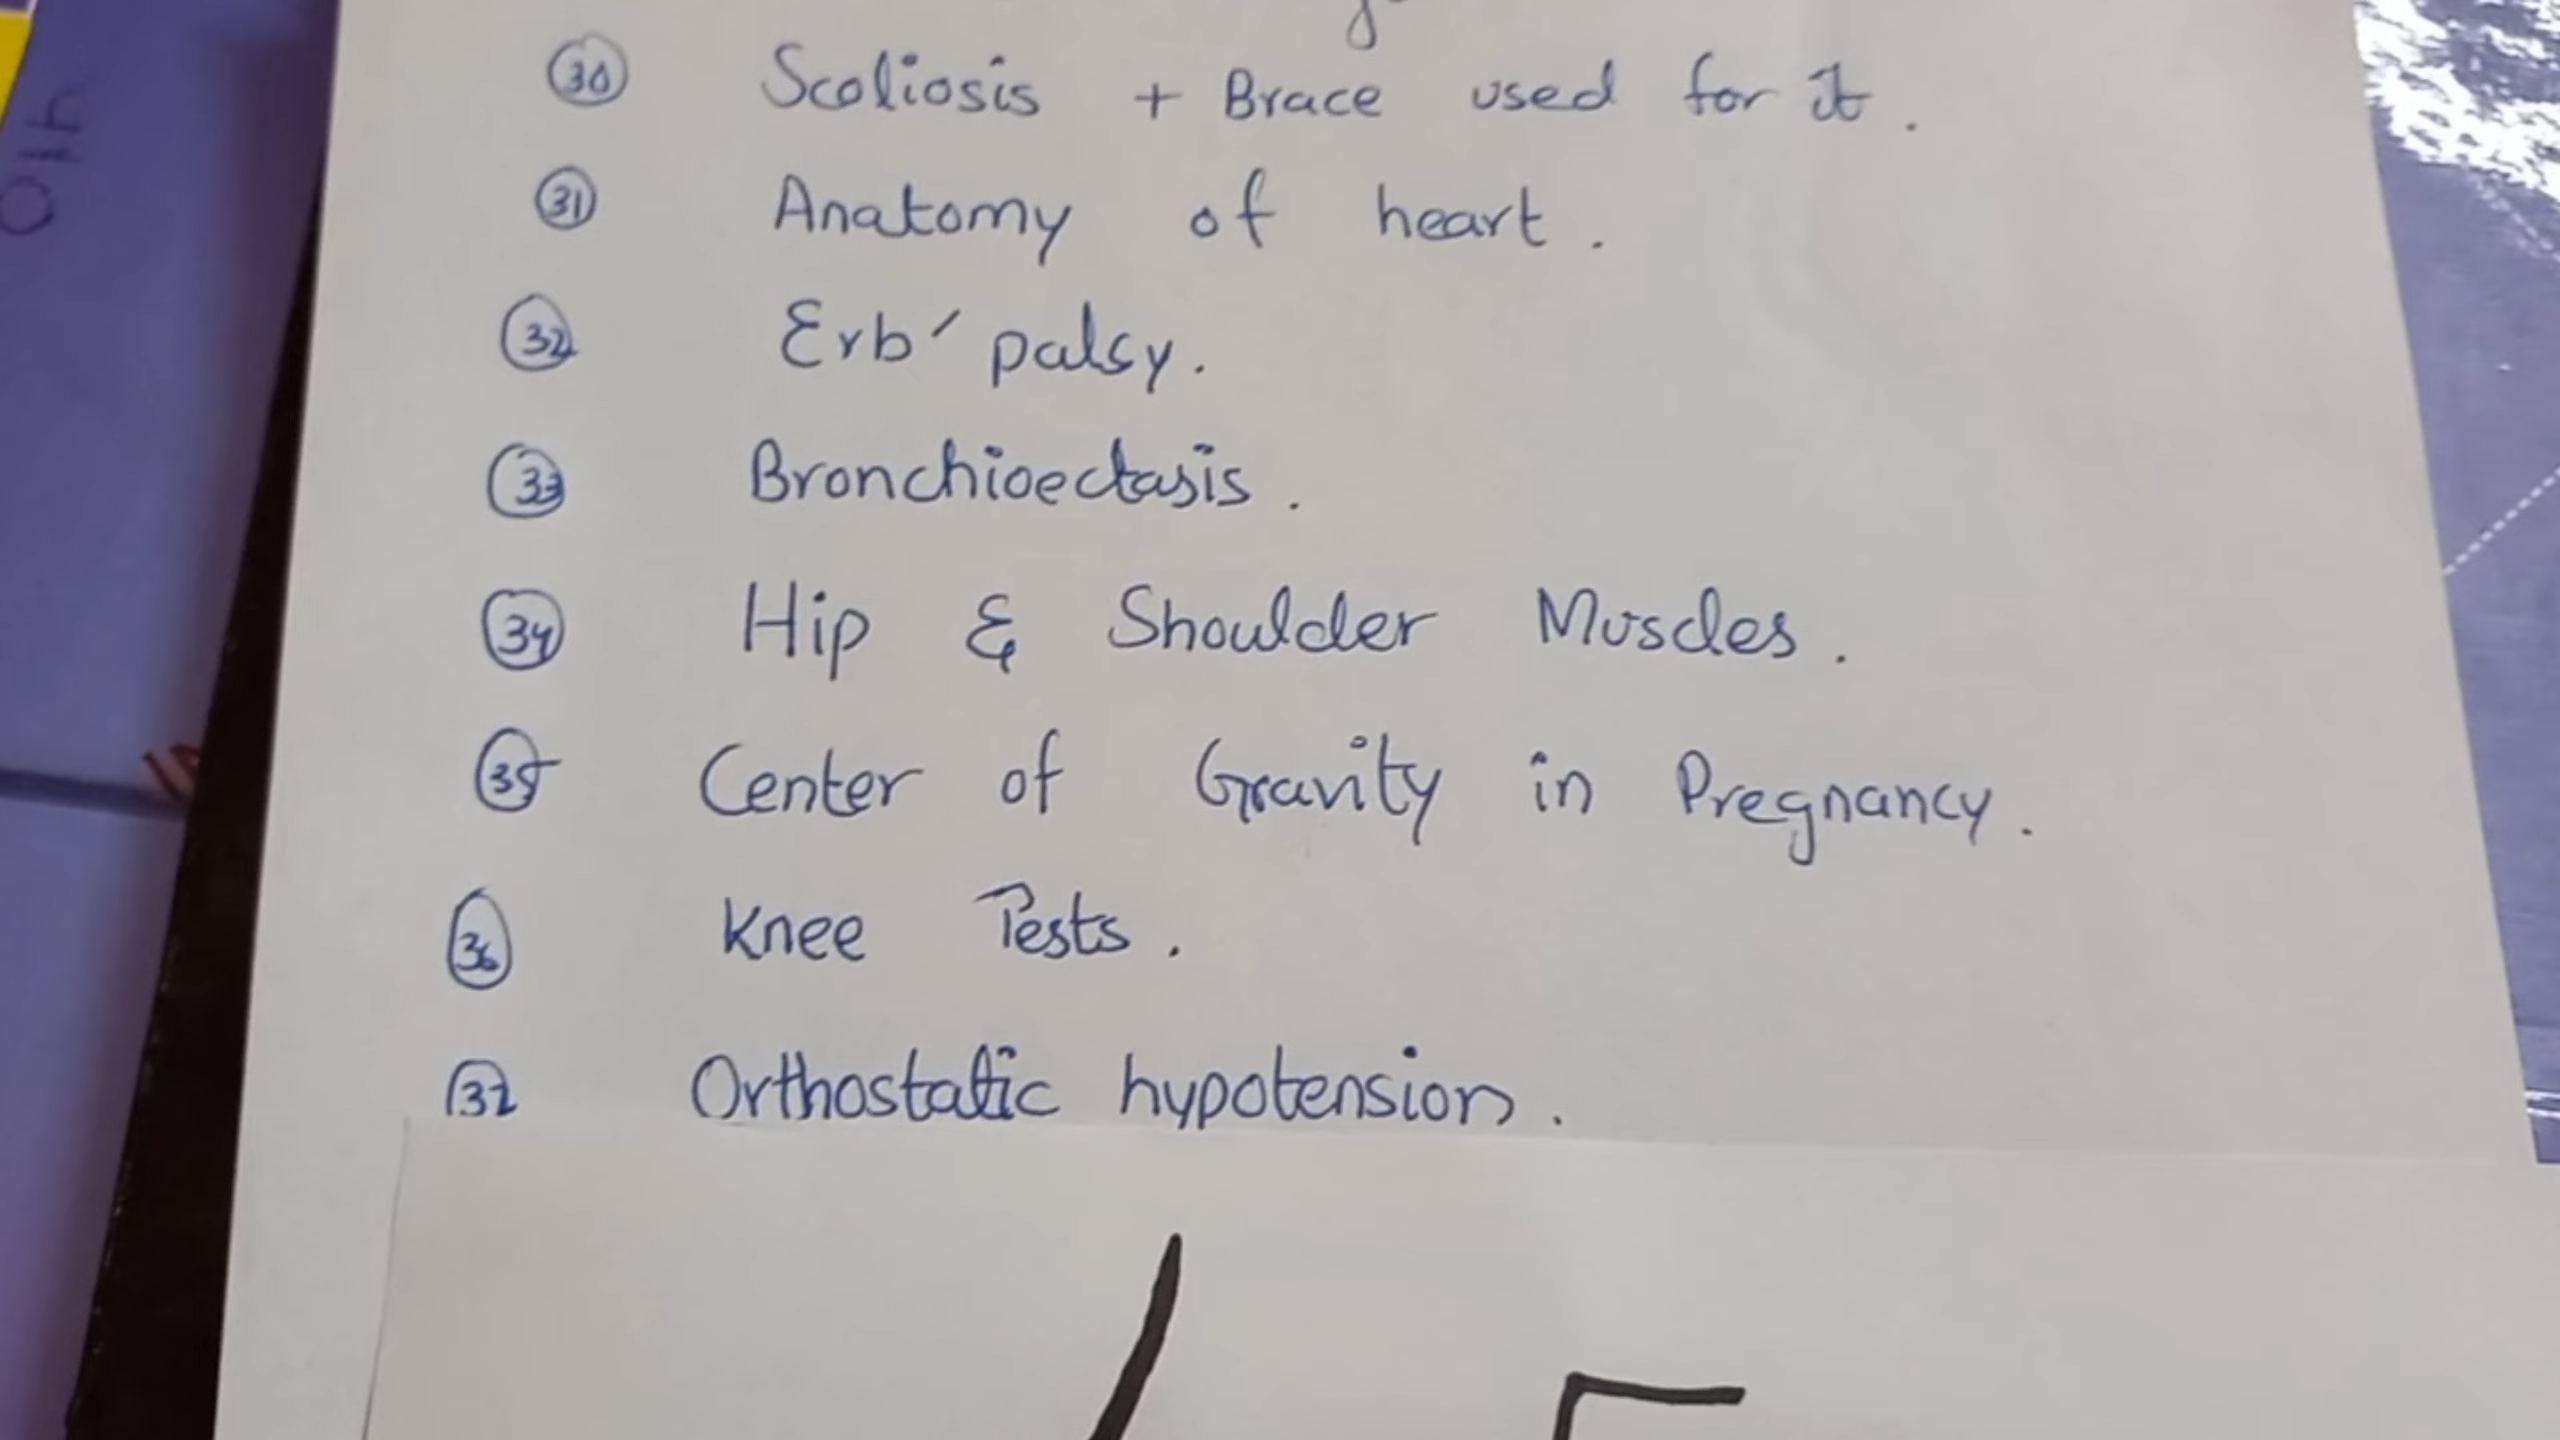 30 Scoliosis + Brace used for it.
31 Anatomy of heart.
32 Erb' palsy.
33 Bronchioectasis.
34 Hip & Shoulder Muscles.
35 Center of Gravity in Pregnancy.
36 Knee Tests.
37 Orthostatic hypotension.